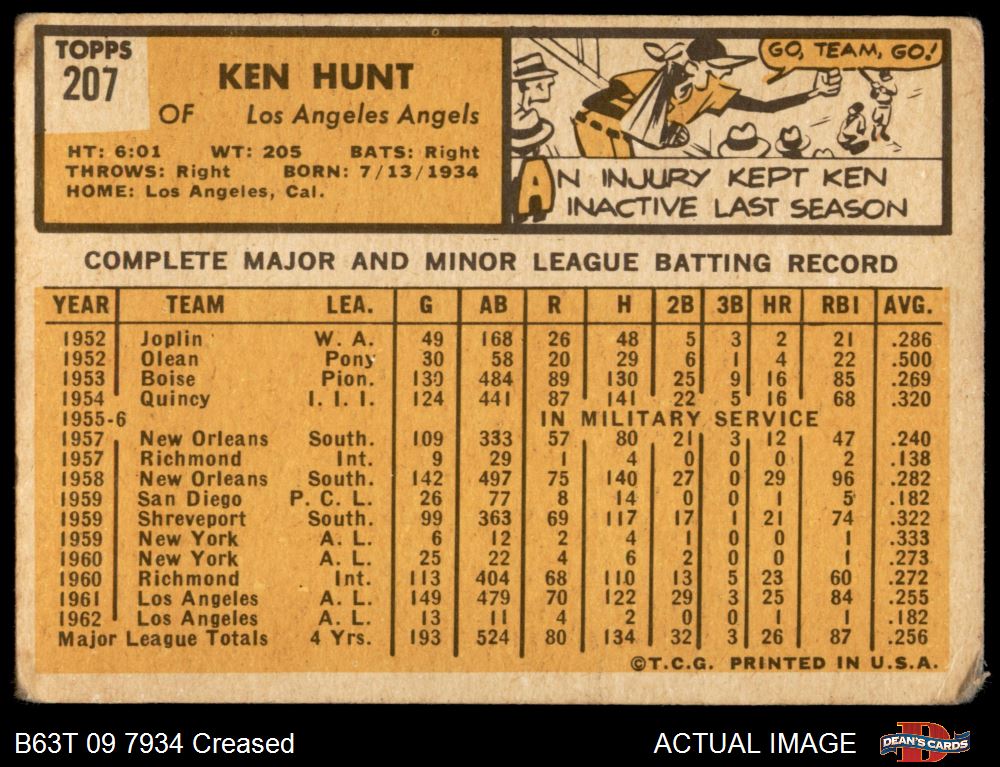 TOPPS
207
KEN HUNT
OF Los Angeles Angels
HT: 6:01 WT: 205 BATS: Right
THROWS: Right BORN: 7/13/1934
HOME: Los Angeles, Cal.
GO, TEAM, GO!
AN INJURY KEPT KEN
INACTIVE LAST SEASON
COMPLETE MAJOR AND MINOR LEAGUE BATTING RECORD
YEAR TEAM LEA. G AB R H 2B 3B HR RBI AVG.
1952 Joplin W. A. 49 168 26 48 5 3 2 21 .286
1952 Olean Pony 30 58 20 29 6 1 4 22 .500
1953 Boise Pion. 130 484 89 130 25 9 16 85 .269
1954 Quincy I. I. I. 124 441 87 141 22 5 16 68 .320
1955-6 IN MILITARY SERVICE
1957 New Orleans South. 109 333 57 80 21 3 12 47 .240
1957 Richmond Int. 9 29 1 4 0 0 0 2 .138
1958 New Orleans South. 142 497 75 140 27 0 29 96 .282
1959 San Diego P. C. L. 26 77 8 14 0 0 1 5 .182
1959 Shreveport South. 99 363 69 117 17 1 21 74 .322
1959 New York A. L. 6 12 2 4 1 0 0 1 .333
1960 New York A. L. 25 22 4 6 2 0 0 1 .273
1960 Richmond Int. 113 404 68 110 13 5 23 60 .272
1961 Los Angeles A. L. 149 479 70 122 29 3 25 84 .255
1962 Los Angeles A. L. 13 11 4 2 0 0 1 1 .182
Major League Totals 4 Yrs. 193 524 80 134 32 3 26 87 .256
©T.C.G. PRINTED IN U.S.A.
B63T 09 7934 Creased
ACTUAL IMAGE
DEAN'S CARDS